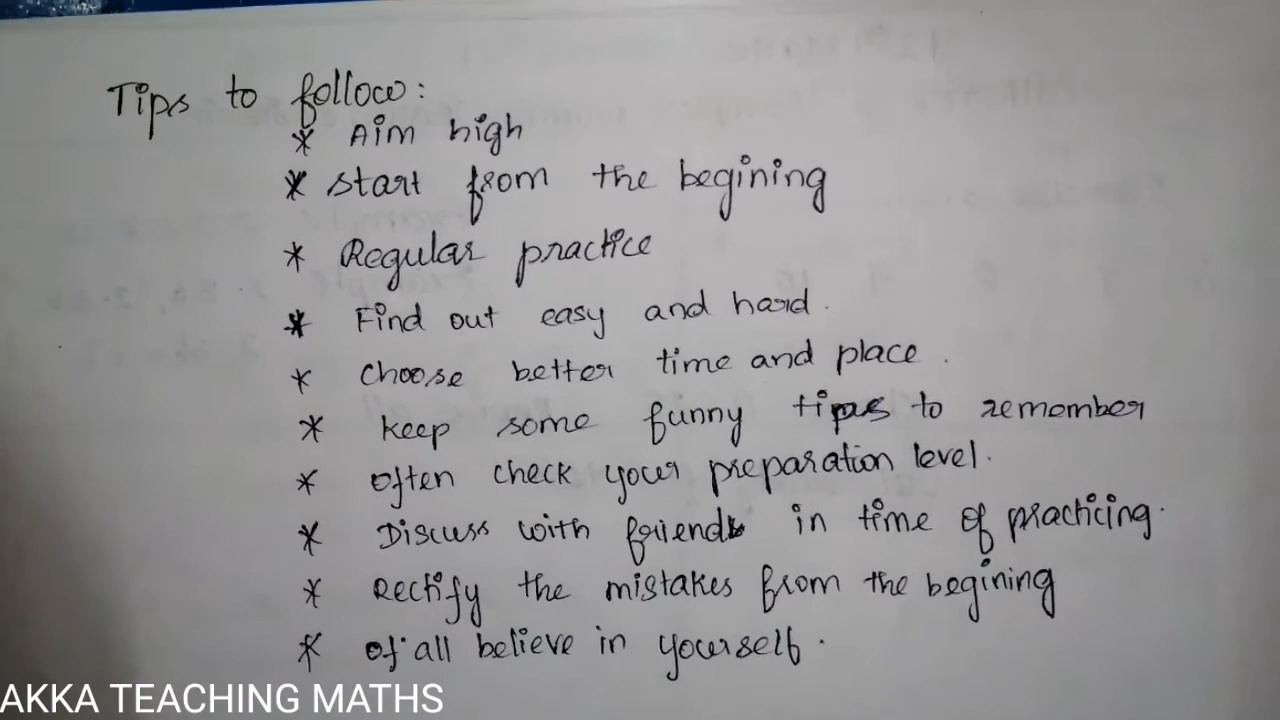 Tips to follow:
* Aim high
* start from the begining
* Regular practice
* Find out easy and hard.
* choose better time and place.
* keep some funny tips to remember
* often check your preparation level.
* Discuss with friends in time of practicing.
* Rectify the mistakes from the begining
* of all believe in yourself.
AKKA TEACHING MATHS